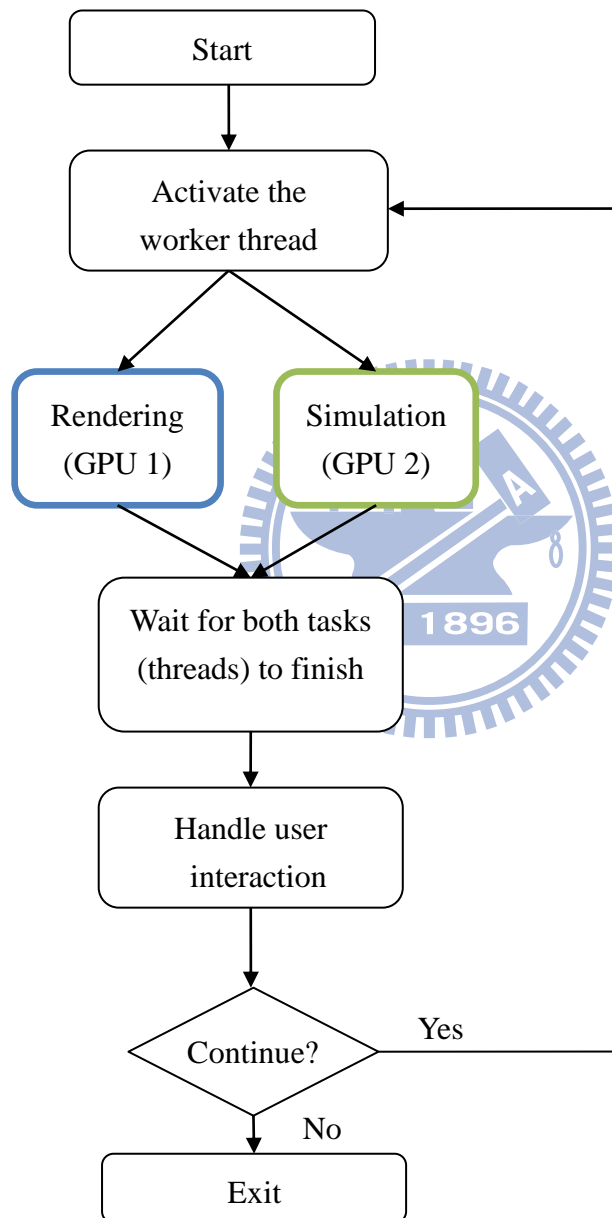 Start
Activate the
worker thread
Rendering
(GPU 1)
Simulation
(GPU 2)
A
Wait for both tasks
(threads) to finish
1896
Handle user
interaction
Continue?
Yes
No
Exit